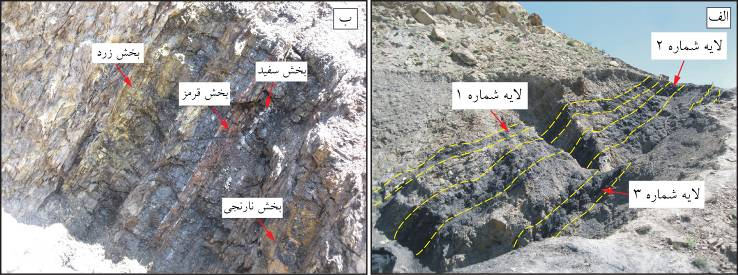 الف
لایه شماره ۲
لایه شماره ۱
لایه شماره ۳
ب
بخش زرد
بخش سفید
بخش قرمز
بخش نارنجی